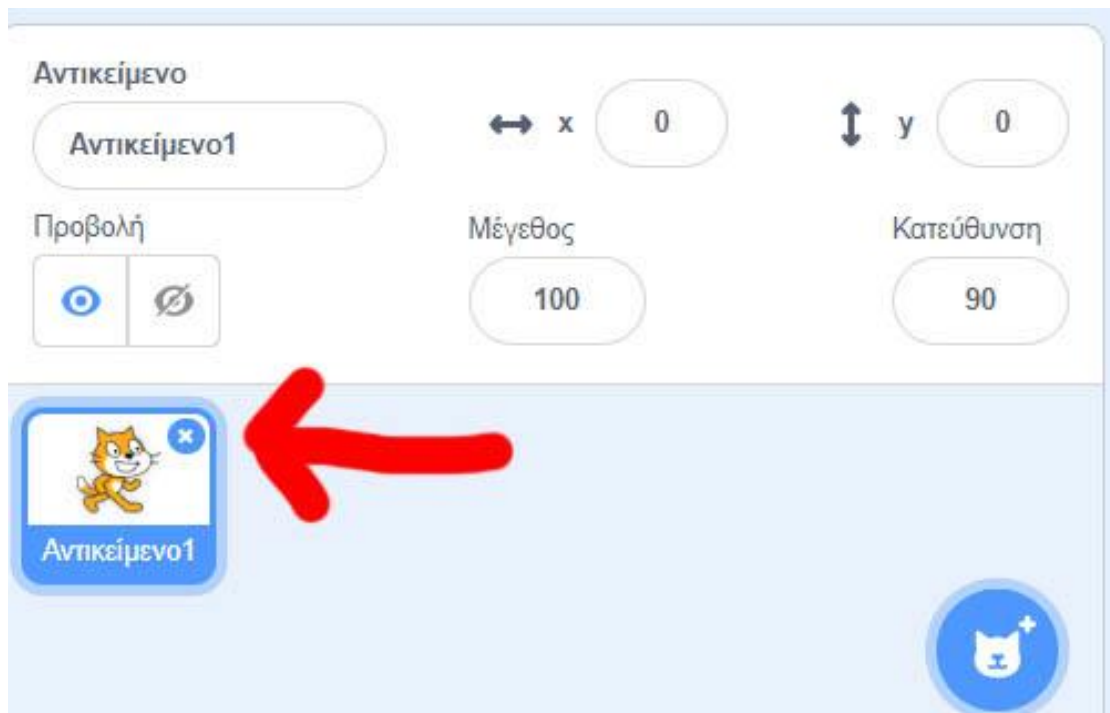 Αντικείμενο
Αντικείμενο1
x 0
y 0
Προβολή
Μέγεθος
Κατεύθυνση
100
90
Αντικείμενο1